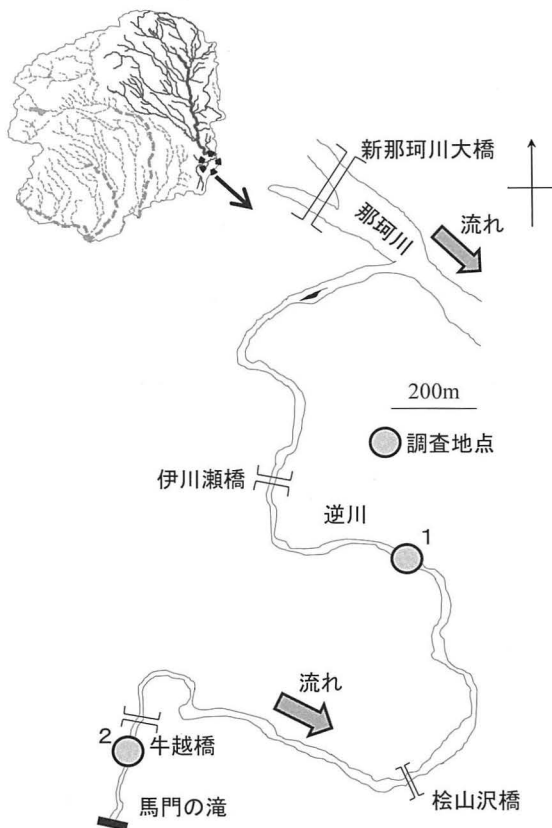 新那珂川大橋
那珂川
流れ
200m
調査地点
伊川瀬橋
逆川
1
流れ
2
牛越橋
桧山沢橋
馬門の滝